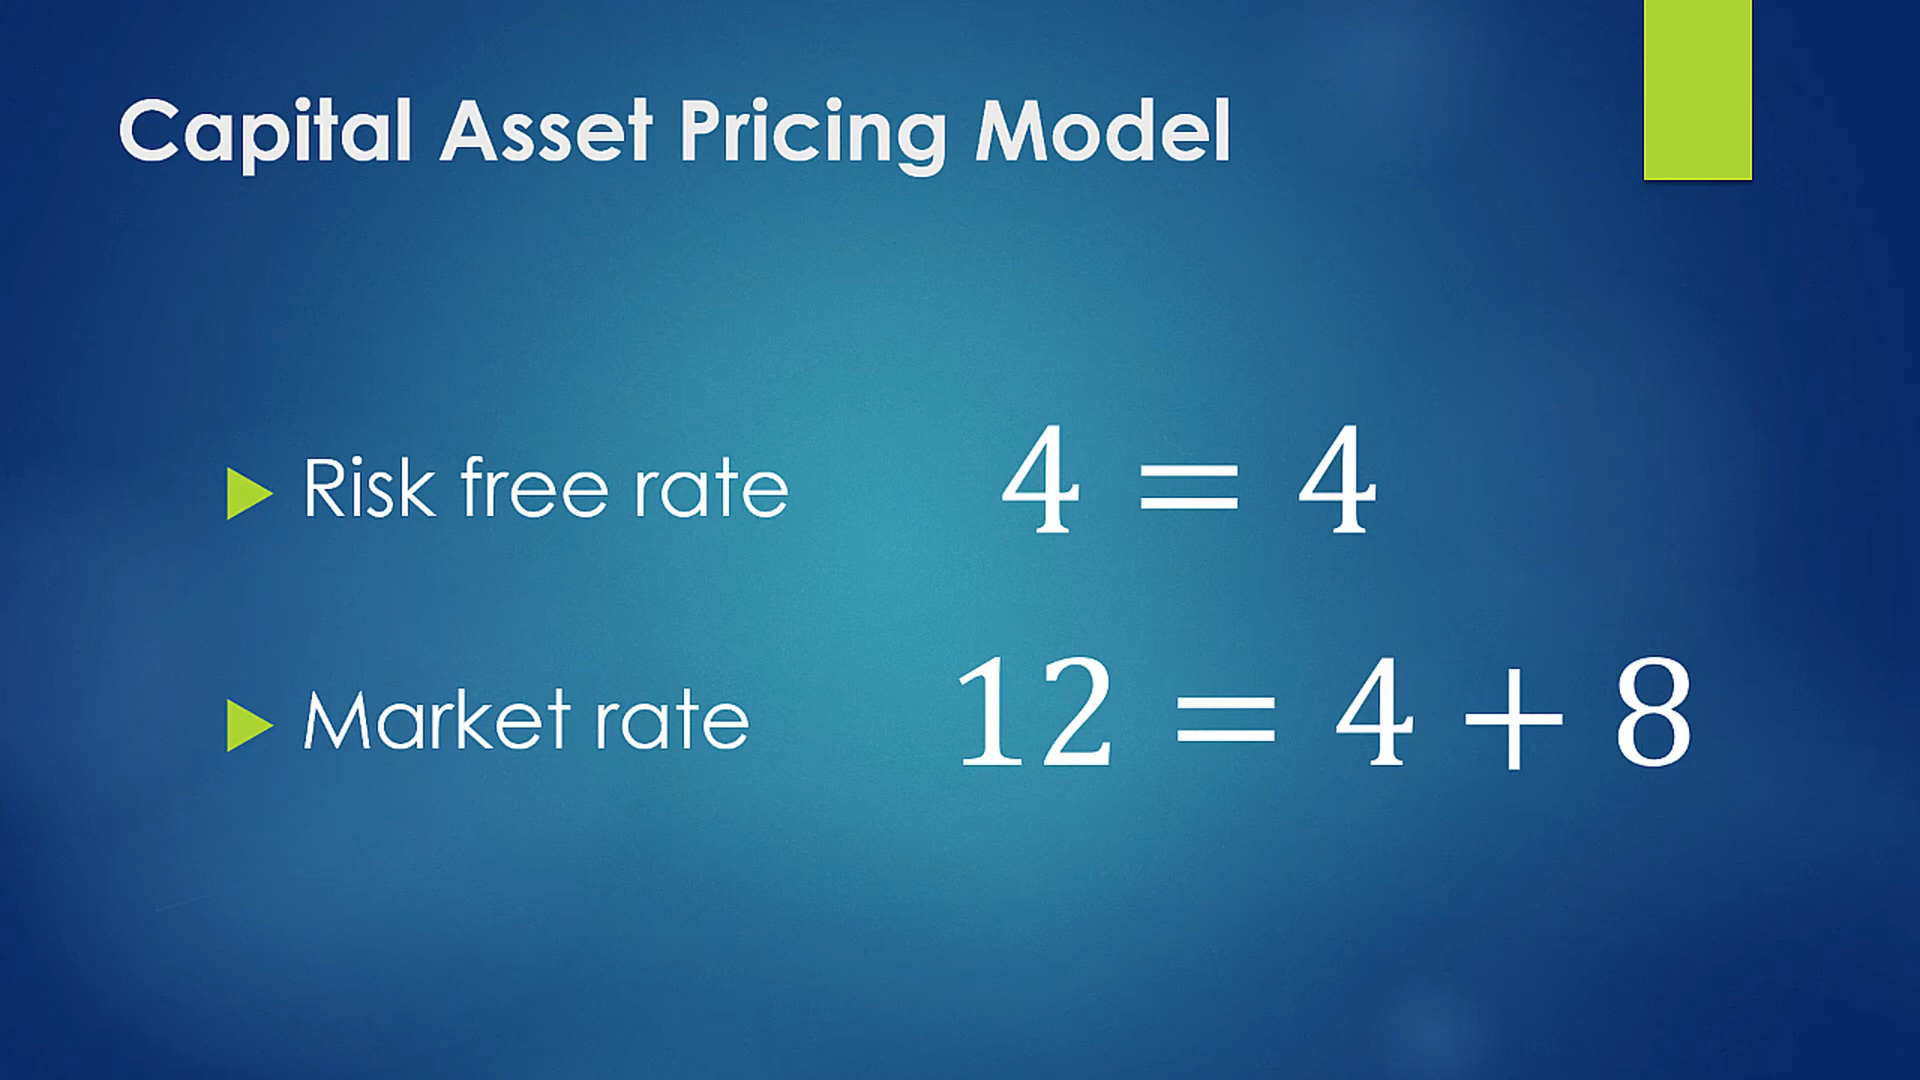 Capital Asset Pricing Model
Risk free rate 4 = 4
Market rate 12 = 4 + 8